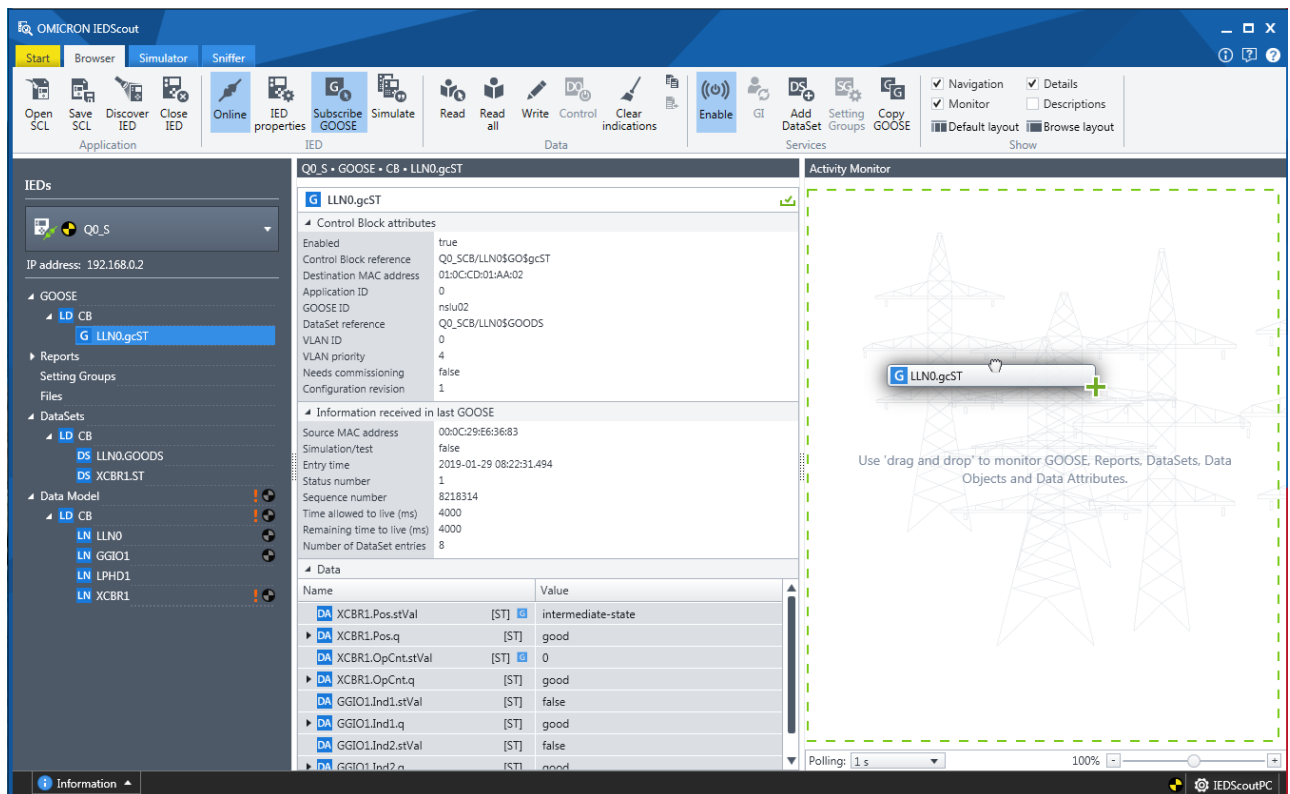 OMICRON IEDScout
Start Browser Simulator Sniffer
Open SCL Save SCL Discover IED Close IED Online IED properties Subscribe GOOSE Simulate Read Read all Write Control Clear indications Enable GI Add DataSet Setting Groups Copy GOOSE
Navigation Details
Monitor Descriptions
Default layout Browse layout
Application IED Data Services Show
IEDs
Q0_S
IP address: 192.168.0.2
GOOSE
LD CB
G LLN0.gcST
Reports
Setting Groups
Files
DataSets
LD CB
DS LLN0.GOODS
DS XCBR1.ST
Data Model
LD CB
LN LLN0
LN GGIO1
LN LPHD1
LN XCBR1
Q0_S • GOOSE • CB • LLN0.gcST
G LLN0.gcST
Control Block attributes
Enabled true
Control Block reference Q0_SCB/LLN0$GO$gcST
Destination MAC address 01:0C:CD:01:AA:02
Application ID 0
GOOSE ID nslu02
DataSet reference Q0_SCB/LLN0$GOODS
VLAN ID 0
VLAN priority 4
Needs commissioning false
Configuration revision 1
Information received in last GOOSE
Source MAC address 00:0C:29:E6:36:83
Simulation/test false
Entry time 2019-01-29 08:22:31.494
Status number 1
Sequence number 8218314
Time allowed to live (ms) 4000
Remaining time to live (ms) 4000
Number of DataSet entries 8
Data
Name Value
DA XCBR1.Pos.stVal [ST] G intermediate-state
DA XCBR1.Pos.q [ST] good
DA XCBR1.OpCnt.stVal [ST] G 0
DA XCBR1.OpCnt.q [ST] good
DA GGIO1.Ind1.stVal [ST] false
DA GGIO1.Ind1.q [ST] good
DA GGIO1.Ind2.stVal [ST] false
DA GGIO1.Ind2.q [ST] good
Activity Monitor
G LLN0.gcST
Use 'drag and drop' to monitor GOOSE, Reports, DataSets, Data
Objects and Data Attributes.
Polling: 1 s 100% - +
Information IEDScoutPC